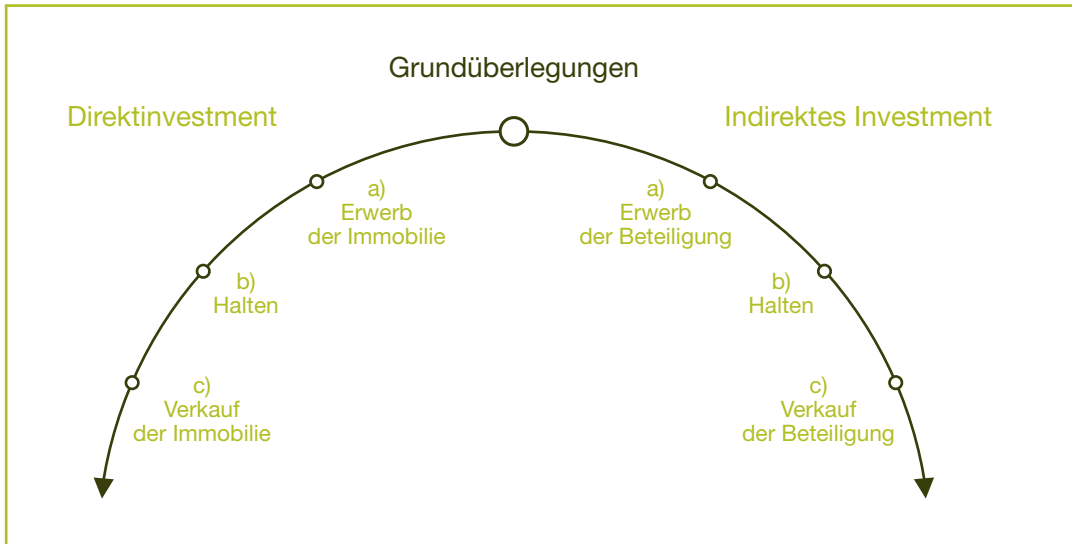 Grundüberlegungen
Direktinvestment
Indirektes Investment
a)
Erwerb
der Immobilie
b)
Halten
c)
Verkauf
der Immobilie
a)
Erwerb
der Beteiligung
b)
Halten
c)
Verkauf
der Beteiligung